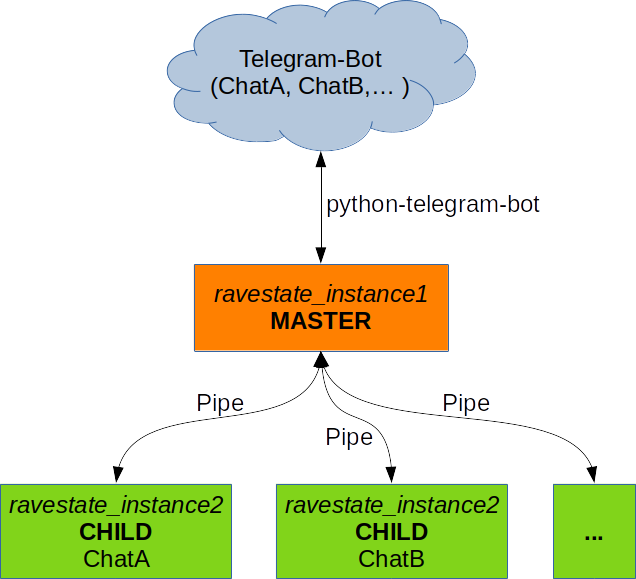 Telegram-Bot
(ChatA, ChatB,... )
python-telegram-bot
ravestate_instance1
MASTER
Pipe
Pipe
Pipe
ravestate_instance2
CHILD
ChatA
ravestate_instance2
CHILD
ChatB
...